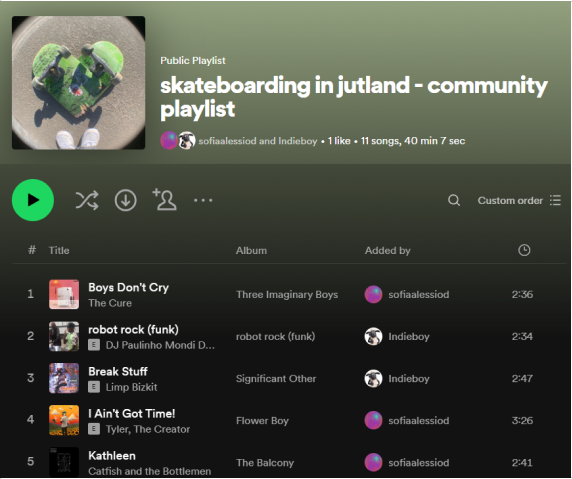 Public Playlist
skateboarding in jutland - community
playlist
sofiaalessiod and Indieboy • 1 like • 11 songs, 40 min 7 sec
Custom order
# Title Album Added by
1 Boys Don't Cry Three Imaginary Boys sofiaalessiod 2:36
The Cure
2 robot rock (funk) robot rock (funk) Indieboy 2:34
E DJ Paulinho Mondi D...
3 Break Stuff Significant Other Indieboy 2:47
E Limp Bizkit
4 I Ain't Got Time! Flower Boy sofiaalessiod 3:26
E Tyler, The Creator
5 Kathleen The Balcony sofiaalessiod 2:41
Catfish and the Bottlemen